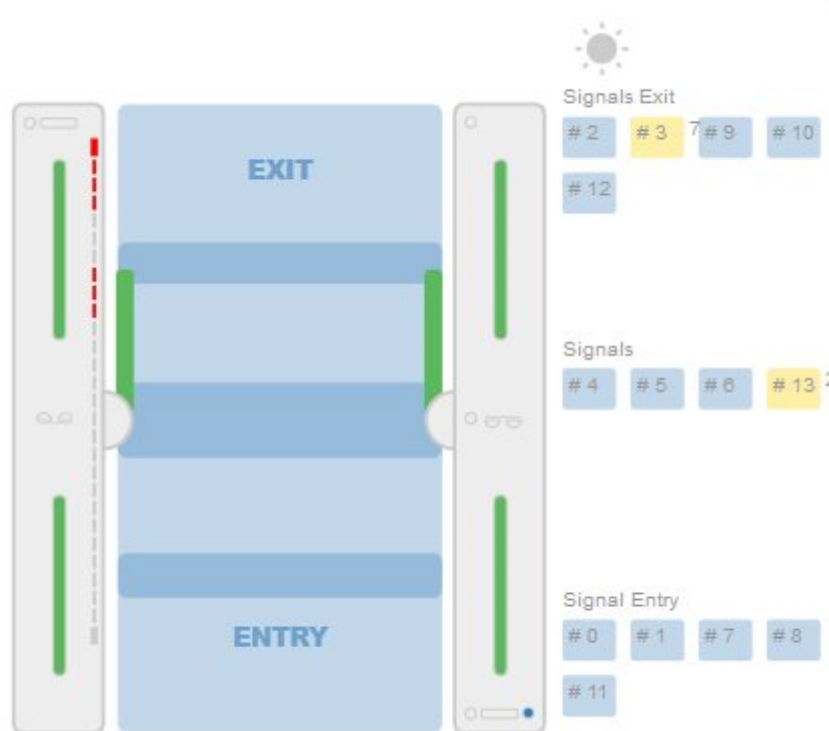 Signals Exit
# 2 # 3 7 # 9 # 10
# 12
EXIT
Signals
# 4 # 5 # 6 # 13
Signal Entry
# 0 # 1 # 7 # 8
ENTRY
# 11